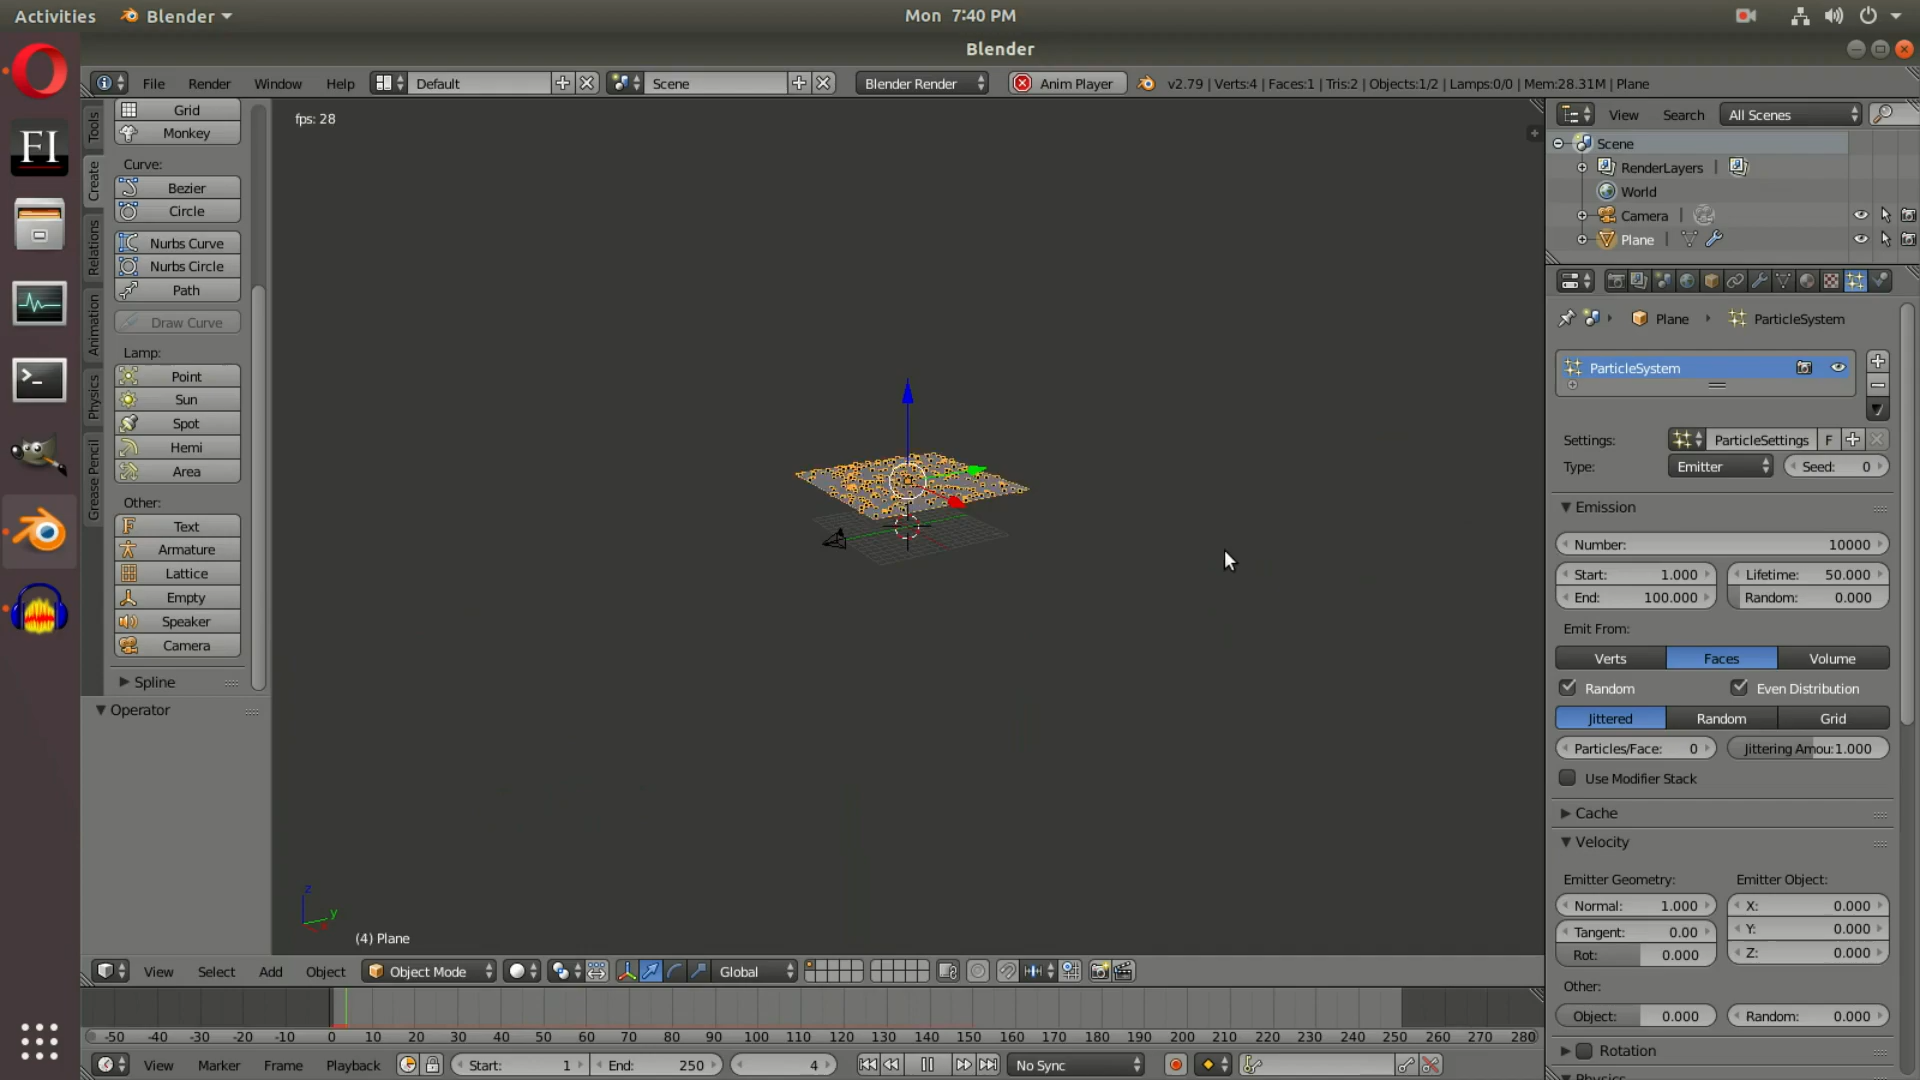 Activities Blender Mon 7:40 PM
Blender
File Render Window Help Default Scene Blender Render Anim Player v2.79 | Verts:4 | Faces:1 | Tris:2 | Objects:1/2 | Lamps:0/0 | Mem:28.31M | Plane
FI
Tools
Create
Relations
Animation
Physics
Grease Pencil
Grid
Monkey
Curve:
Bezier
Circle
Nurbs Curve
Nurbs Circle
Path
Draw Curve
Lamp:
Point
Sun
Spot
Hemi
Area
Other:
Text
Armature
Lattice
Empty
Speaker
Camera
Spline
Operator
fps: 28
z
y
(4) Plane
View Search All Scenes
Scene
RenderLayers |
World
Camera |
Plane |
Plane ParticleSystem
ParticleSystem
Settings: ParticleSettings F
Type: Emitter Seed: 0
Emission
Number: 10000
Start: 1.000 Lifetime: 50.000
End: 100.000 Random: 0.000
Emit From:
Verts Faces Volume
Random Even Distribution
Jittered Random Grid
Particles/Face: 0 Jittering Amou: 1.000
Use Modifier Stack
Cache
Velocity
Emitter Geometry: Emitter Object:
Normal: 1.000 X: 0.000
Tangent: 0.00 Y: 0.000
Rot: 0.000 Z: 0.000
Other:
Object: 0.000 Random: 0.000
Rotation
Physics
View Select Add Object Object Mode Global
-50 -40 -30 -20 -10 0 10 20 30 40 50 60 70 80 90 100 110 120 130 140 150 160 170 180 190 200 210 220 230 240 250 260 270 280
View Marker Frame Playback Start: 1 End: 250 4 No Sync